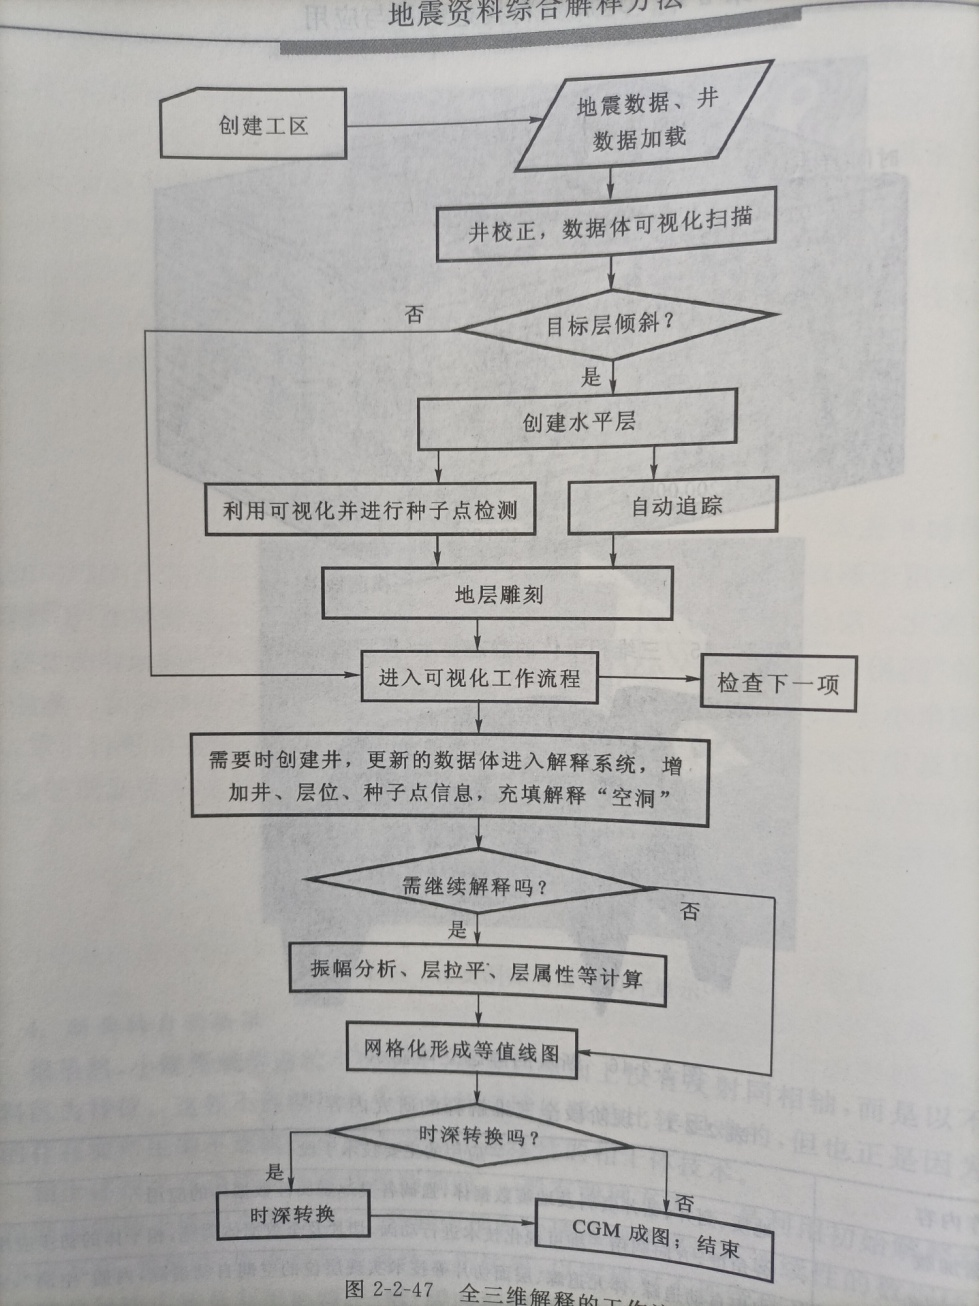 地震资料综合解释方法
创建工区
地震数据、井
数据加载
井校正，数据体可视化扫描
否
目标层倾斜？
是
创建水平层
利用可视化并进行种子点检测
自动追踪
地层雕刻
进入可视化工作流程
检查下一项
需要时创建井，更新的数据体进入解释系统，增
加井、层位、种子点信息，充填解释“空洞”
需继续解释吗？
否
是
振幅分析、层拉平、层属性等计算
网格化形成等值线图
时深转换吗？
是
否
时深转换
CGM 成图；结束
图 2-2-47 全三维解释的工作